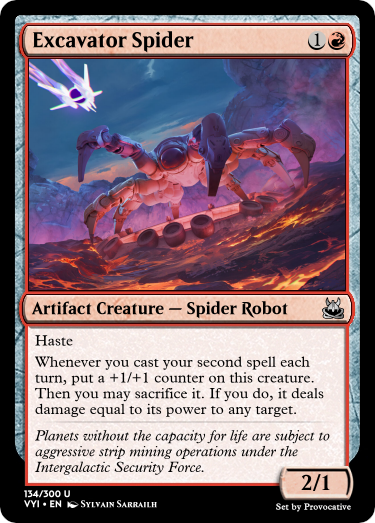 Excavator Spider 1
Artifact Creature — Spider Robot
Haste
Whenever you cast your second spell each
turn, put a +1/+1 counter on this creature.
Then you may sacrifice it. If you do, it
deals damage equal to its power to any target.
Planets without the capacity for life are subject to
aggressive strip mining operations under the
Intergalactic Security Force.
2/1
134/300 U
VYI • EN Sylvain Sarrailh
Set by Provocative